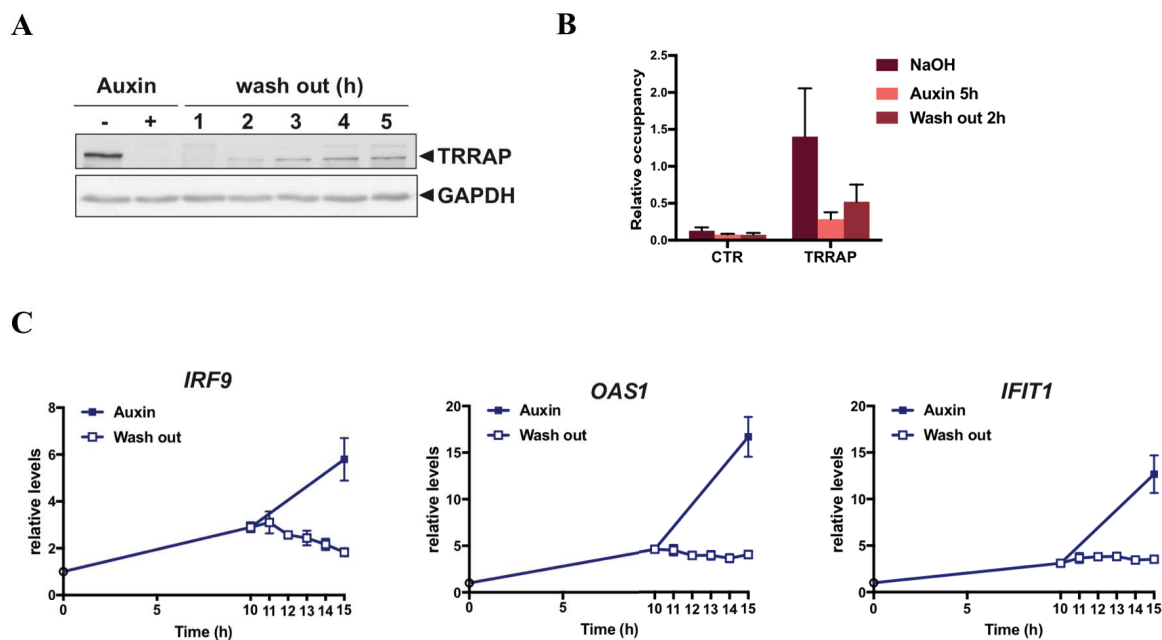 A
Auxin wash out (h)
- + 1 2 3 4 5
TRRAP
GAPDH
B
Relative occuppancy
2.5
2.0
1.5
1.0
0.5
0.0
CTR TRRAP
NaOH
Auxin 5h
Wash out 2h
C
IRF9
Auxin
Wash out
relative levels
8
6
4
2
0
0 5 10 11 12 13 14 15
Time (h)
OAS1
Auxin
Wash out
relative levels
20
15
10
5
0
0 5 10 11 12 13 14 15
Time (h)
IFIT1
Auxin
Wash out
relative levels
20
15
10
5
0
0 5 10 11 12 13 14 15
Time (h)